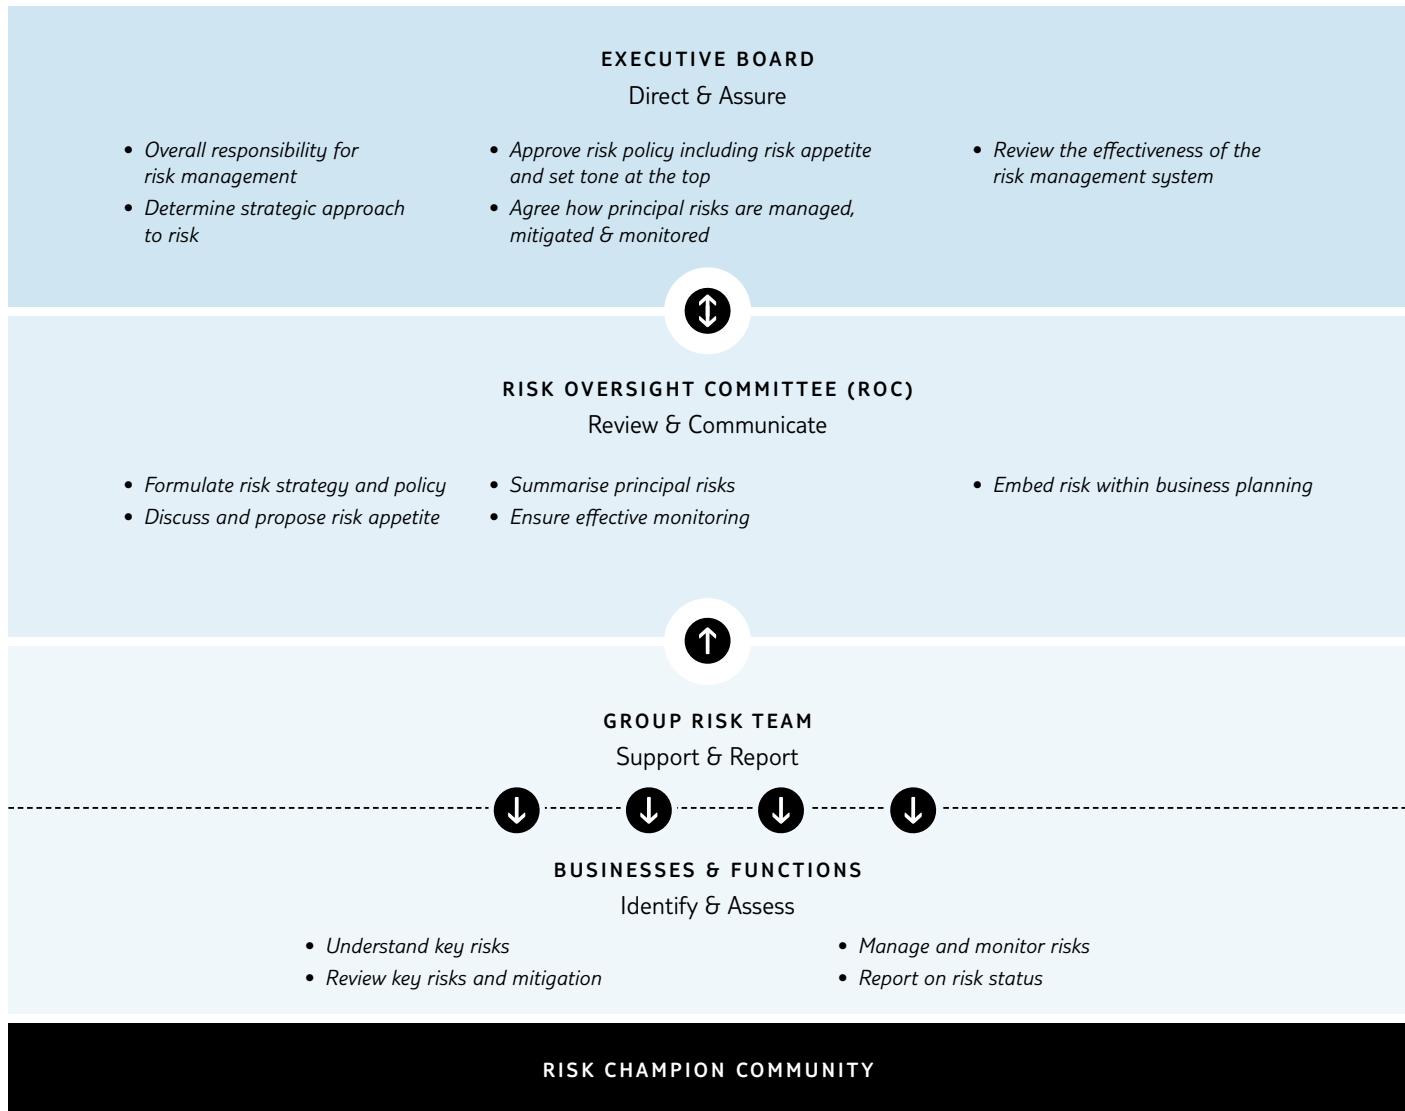 EXECUTIVE BOARD
Direct & Assure
• Overall responsibility for
risk management
• Determine strategic approach
to risk
• Approve risk policy including risk appetite
and set tone at the top
• Agree how principal risks are managed,
mitigated & monitored
• Review the effectiveness of the
risk management system
RISK OVERSIGHT COMMITTEE (ROC)
Review & Communicate
• Formulate risk strategy and policy
• Discuss and propose risk appetite
• Summarise principal risks
• Ensure effective monitoring
• Embed risk within business planning
GROUP RISK TEAM
Support & Report
BUSINESSES & FUNCTIONS
Identify & Assess
• Understand key risks
• Review key risks and mitigation
• Manage and monitor risks
• Report on risk status
RISK CHAMPION COMMUNITY